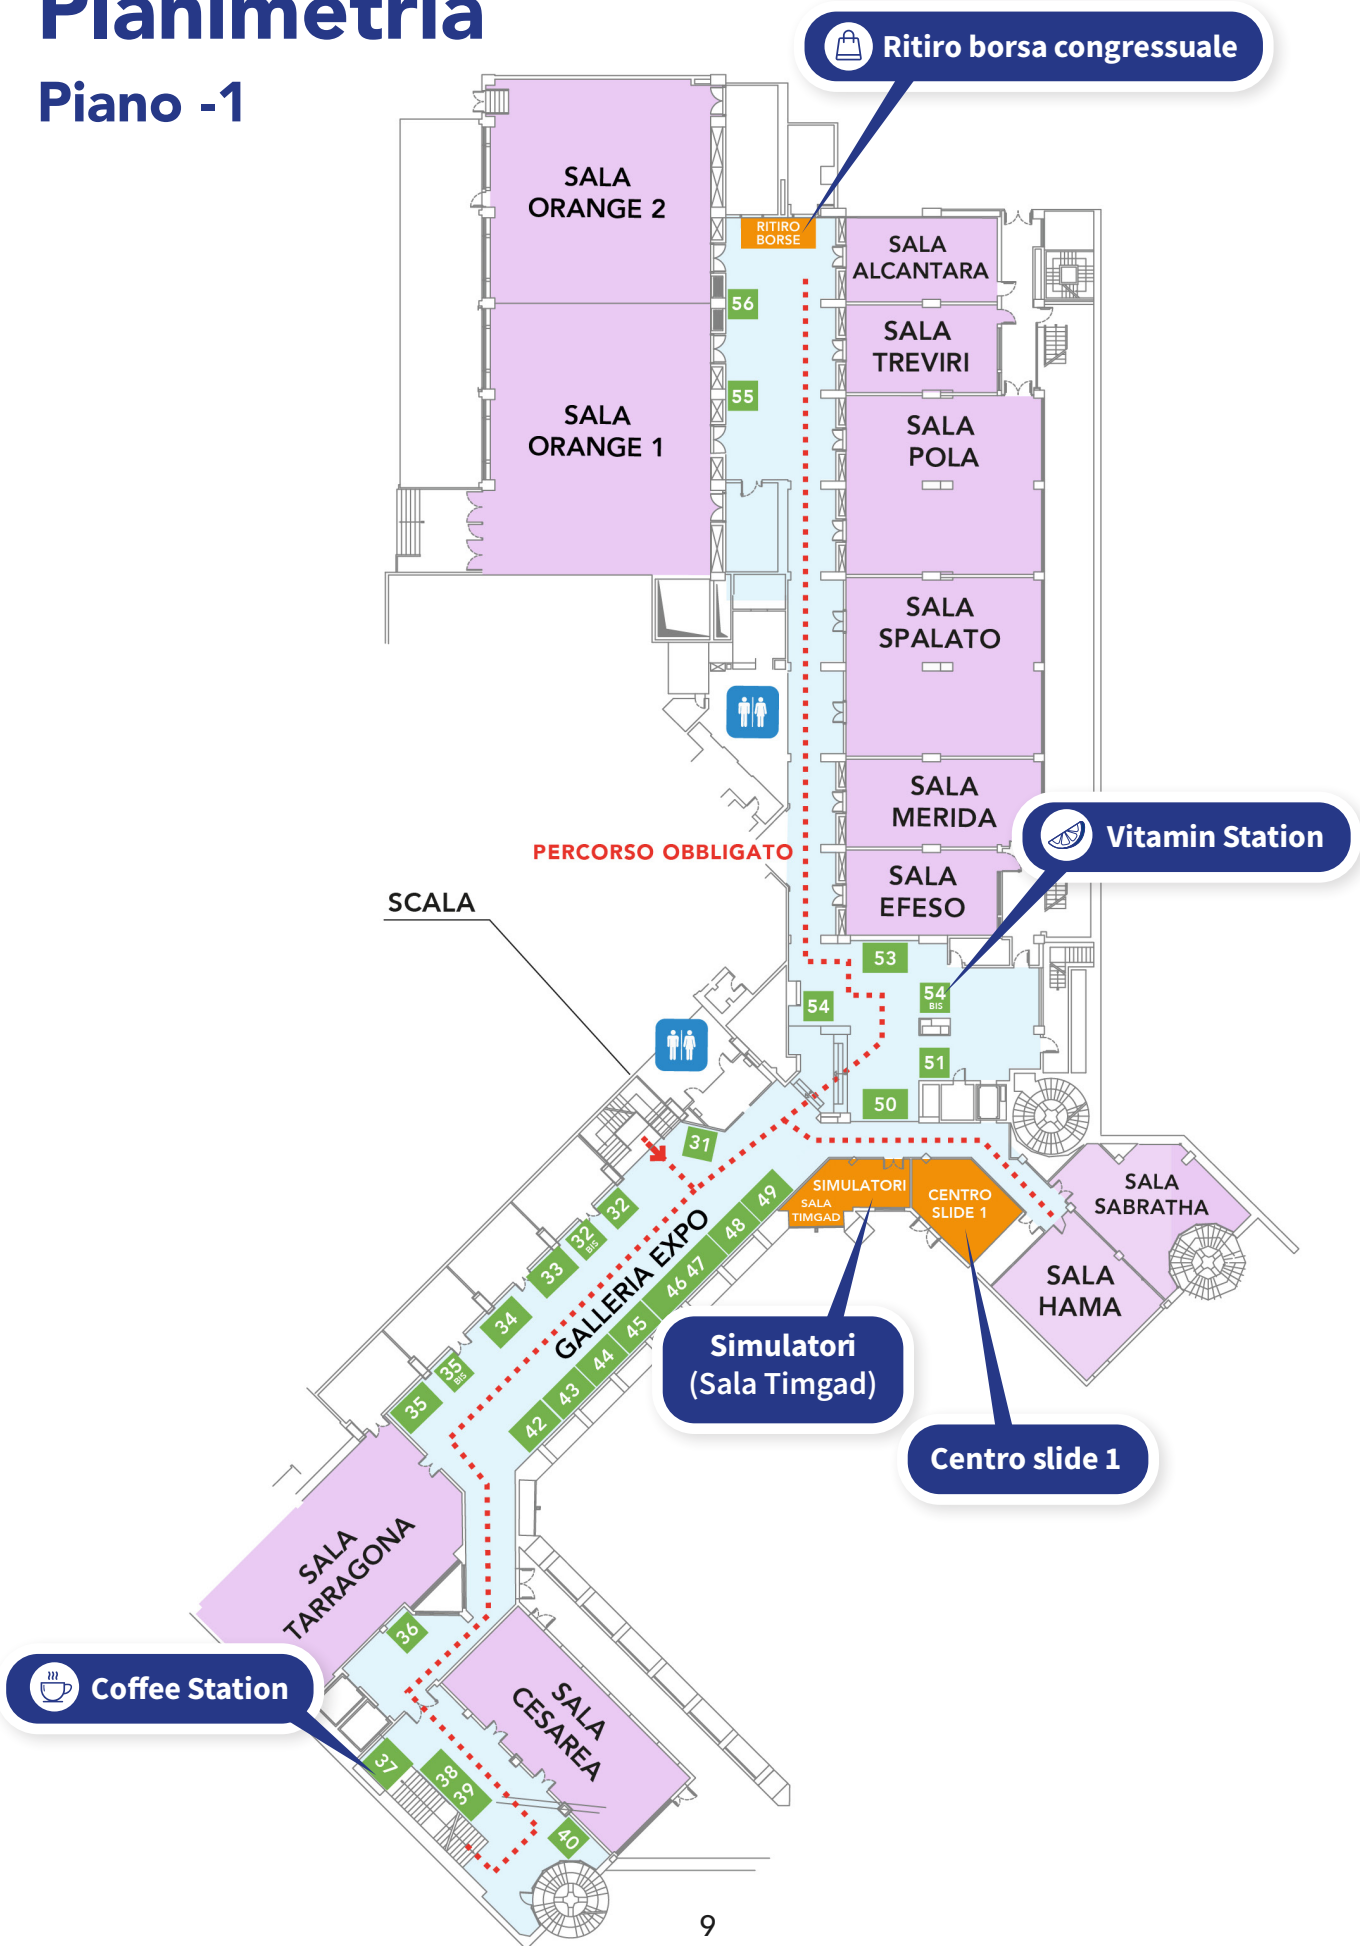 Planimetria
Piano -1
Ritiro borsa congressuale
SALA
ORANGE 2
RITIRO
BORSE
SALA
ALCANTARA
56
SALA
TREVIRI
55
SALA
ORANGE 1
SALA
POLA
SALA
SPALATO
SALA
MERIDA
Vitamin Station
PERCORSO OBBLIGATO
SALA
EFESO
SCALA
53
54
54
BIS
51
50
31
SIMULATORI
SALA
TIMGAD
CENTRO
SLIDE 1
SALA
SABRATHA
SALA
HAMA
32
32
BIS
33
34
35
BIS
35
GALLERIA EXPO
49
48
47
46
45
44
43
42
Simulatori
(Sala Timgad)
Centro slide 1
SALA
TARRAGONA
36
Coffee Station
SALA
CESAREA
37
38
39
40
9